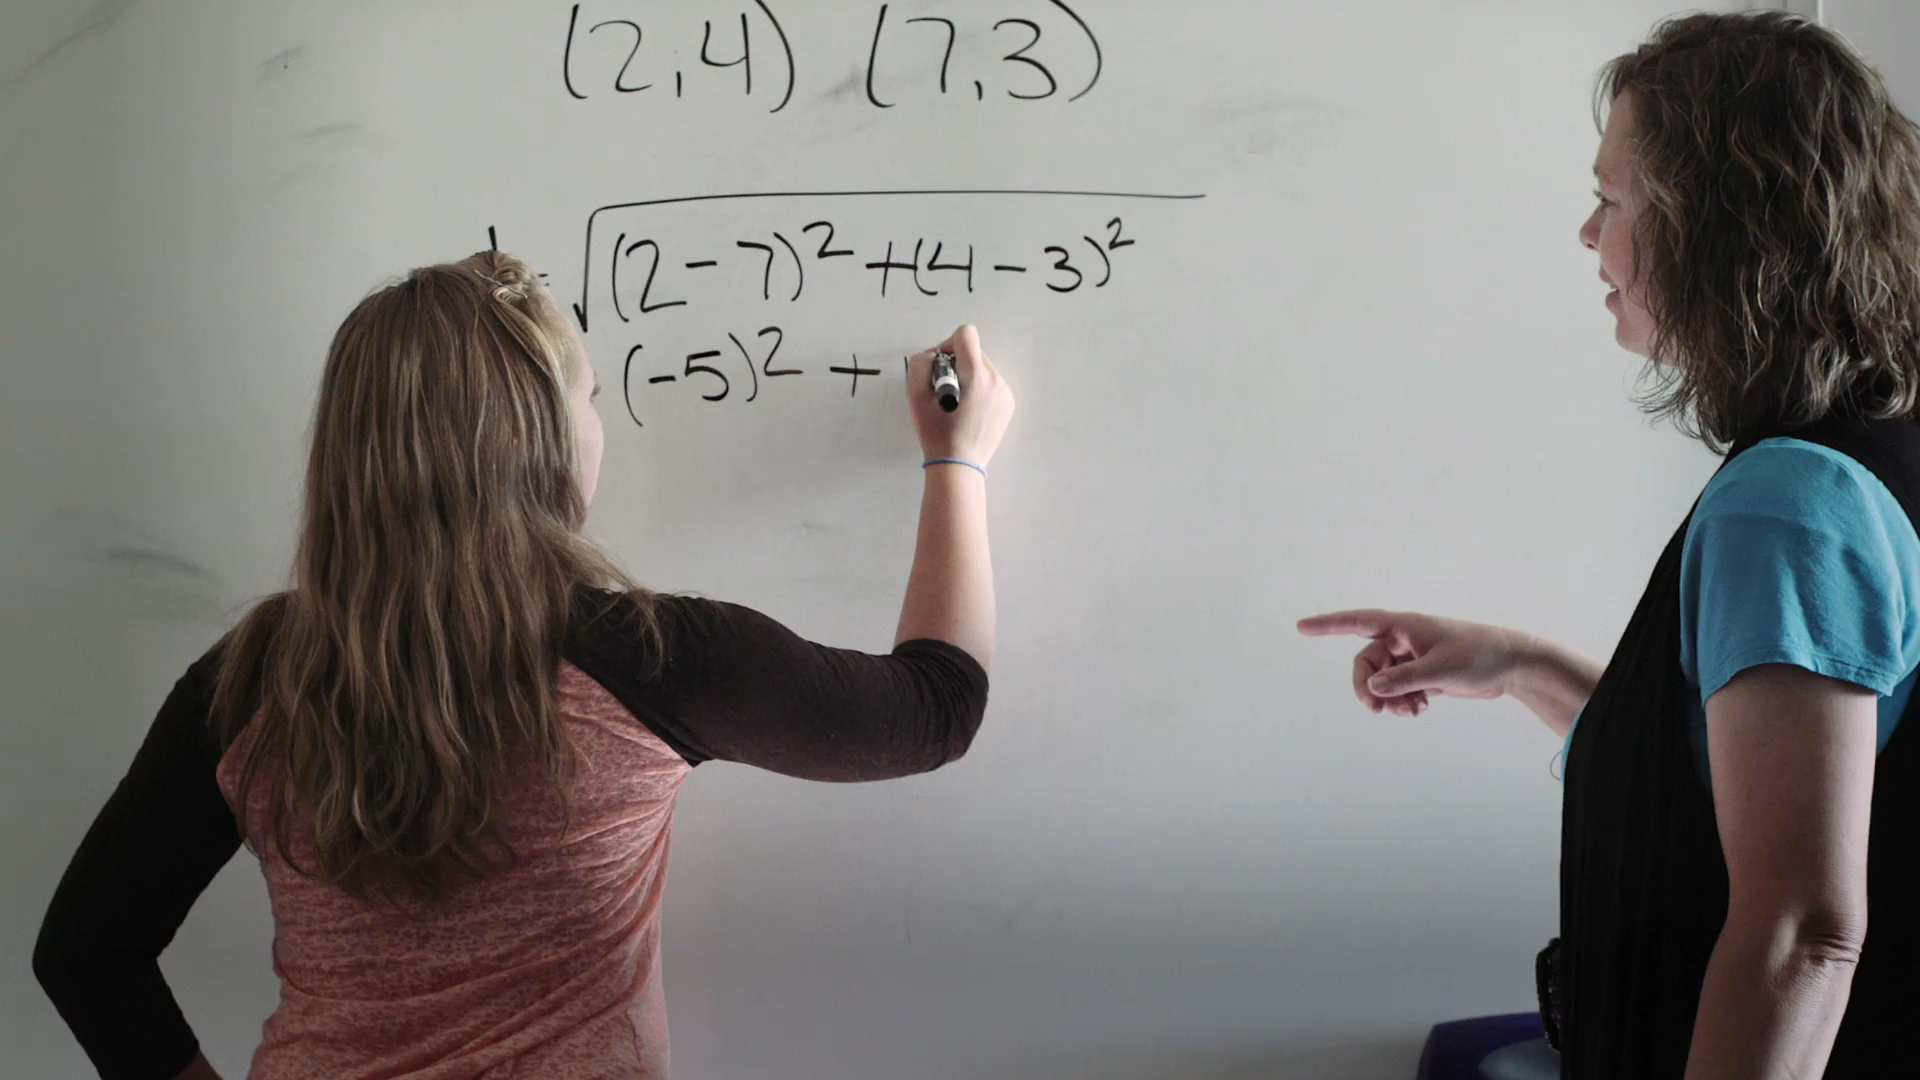 (2,4) (7,3)
= √(2-7)² + (4-3)²
(-5)² +